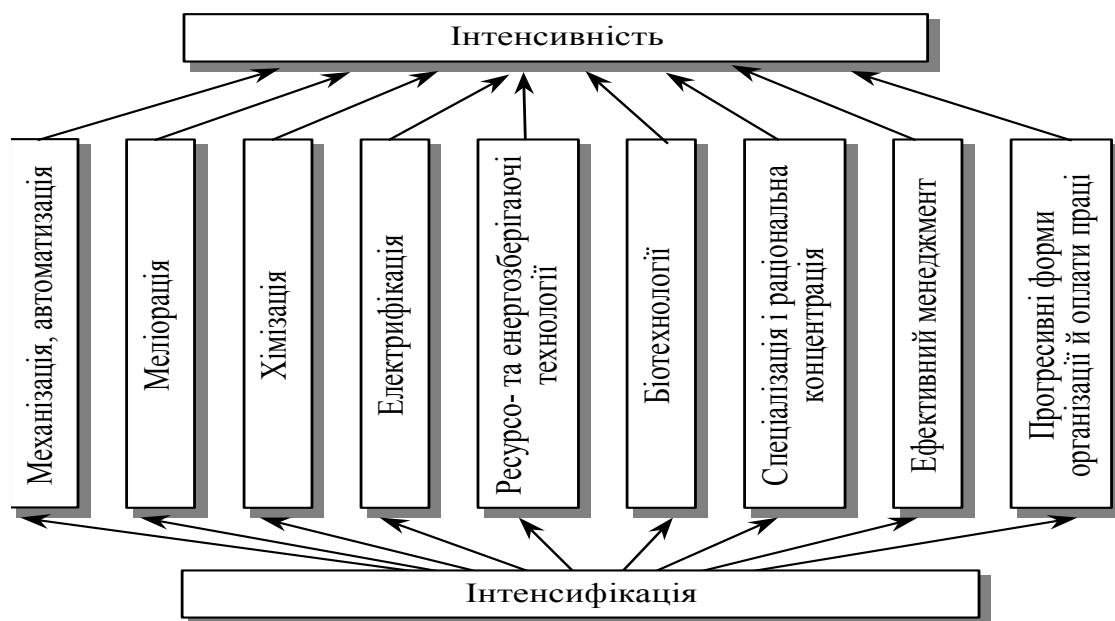 Інтенсивність
Механізація, автоматизація
Меліорація
Хімізація
Електрифікація
Ресурсо- та енергозберігаючі
технології
Біотехнології
Спеціалізація і раціональна
концентрація
Ефективний менеджмент
Прогресивні форми
організації й оплати праці
Інтенсифікація